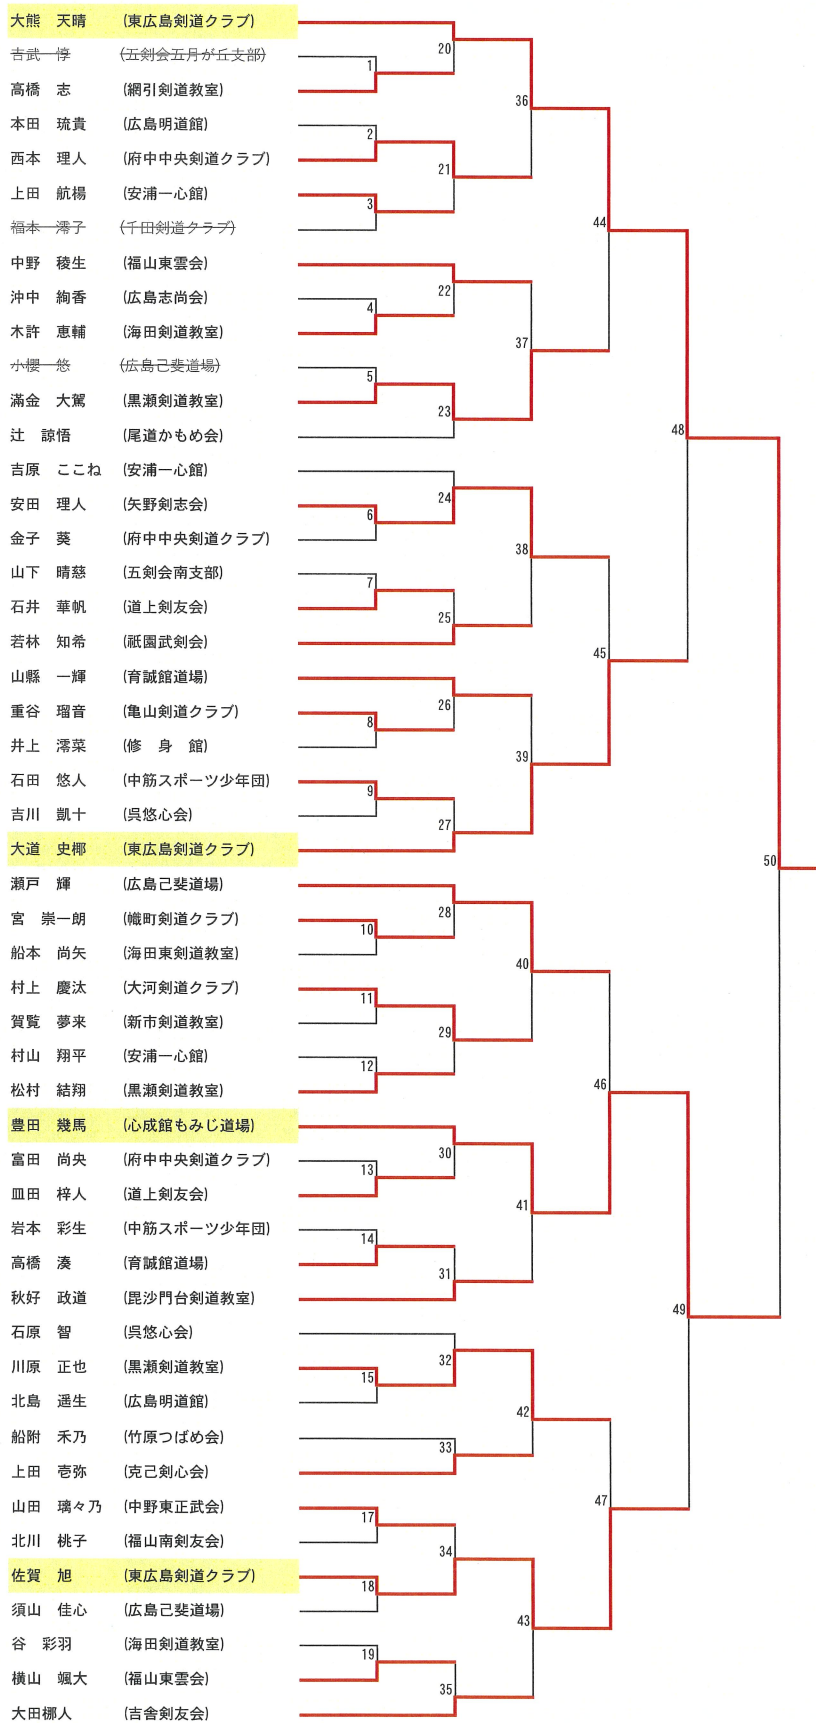 大熊 天晴 (東広島剣道クラブ)
吉武 惇 (五剣会五月が丘支部)
高橋 志 (網引剣道教室)
本田 琉貴 (広島明道館)
西本 理人 (府中中央剣道クラブ)
上田 航楊 (安浦一心館)
福本 澪子 (千田剣道クラブ)
中野 稜生 (福山東雲会)
沖中 絢香 (広島志尚会)
木許 恵輔 (海田剣道教室)
小櫻 悠 (広島己斐道場)
滿金 大駕 (黒瀬剣道教室)
辻 諒悟 (尾道かもめ会)
吉原 ここね (安浦一心館)
安田 理人 (矢野剣志会)
金子 葵 (府中中央剣道クラブ)
山下 晴慈 (五剣会南支部)
石井 華帆 (道上剣友会)
若林 知希 (祇園武剣会)
山縣 一輝 (育誠館道場)
重谷 瑠音 (亀山剣道クラブ)
井上 澪菜 (修 身 館)
石田 悠人 (中筋スポーツ少年団)
吉川 凱十 (呉悠心会)
大道 史椰 (東広島剣道クラブ)
瀬戸 輝 (広島己斐道場)
宮 崇一朗 (幟町剣道クラブ)
船本 尚矢 (海田東剣道教室)
村上 慶汰 (大河剣道クラブ)
賀覧 夢来 (新市剣道教室)
村山 翔平 (安浦一心館)
松村 結翔 (黒瀬剣道教室)
豊田 幾馬 (心成館もみじ道場)
富田 尚央 (府中中央剣道クラブ)
皿田 梓人 (道上剣友会)
岩本 彩生 (中筋スポーツ少年団)
高橋 湊 (育誠館道場)
秋好 政道 (毘沙門台剣道教室)
石原 智 (呉悠心会)
川原 正也 (黒瀬剣道教室)
北島 遥生 (広島明道館)
船附 禾乃 (竹原つばめ会)
上田 壱弥 (克己剣心会)
山田 璃々乃 (中野東正武会)
北川 桃子 (福山南剣友会)
佐賀 旭 (東広島剣道クラブ)
須山 佳心 (広島己斐道場)
谷 彩羽 (海田剣道教室)
横山 颯大 (福山東雲会)
大田梛人 (吉舎剣友会)
1
2
3
4
5
6
7
8
9
10
11
12
13
14
15
17
18
19
20
21
22
23
24
25
26
27
28
29
30
31
32
33
34
35
36
37
38
39
40
41
42
43
44
45
46
47
48
49
50